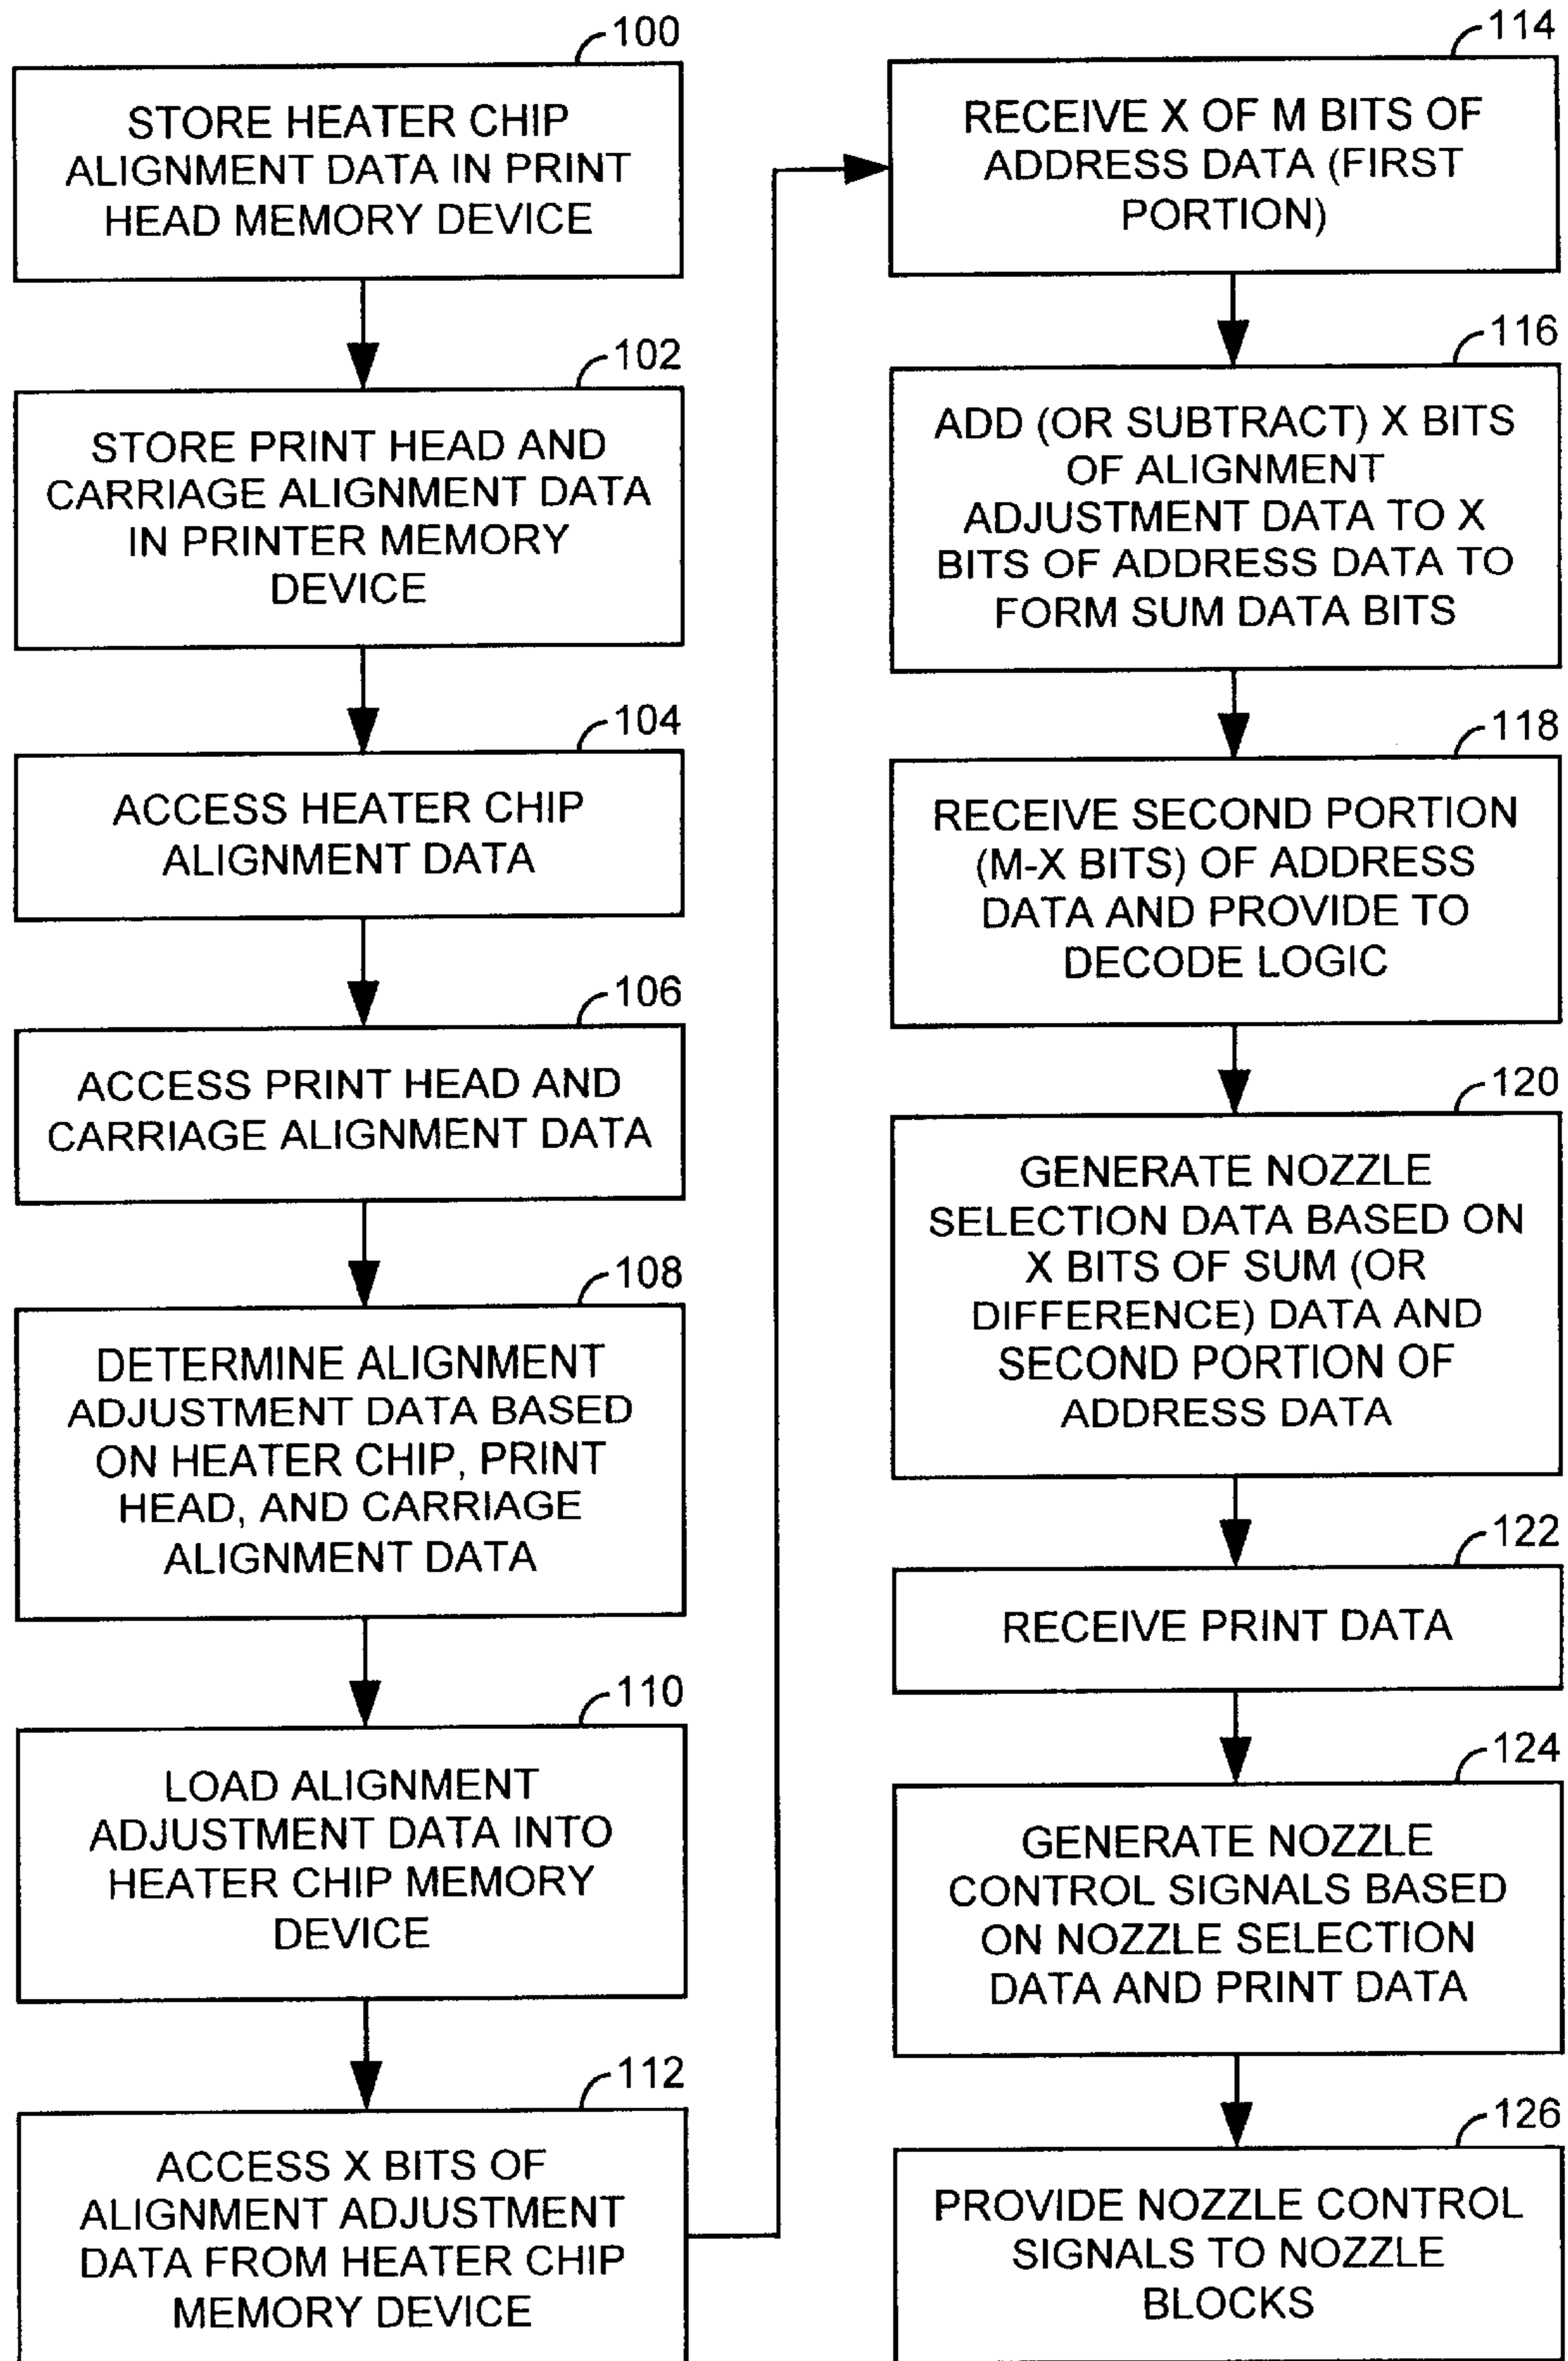 100
STORE HEATER CHIP
ALIGNMENT DATA IN PRINT
HEAD MEMORY DEVICE
102
STORE PRINT HEAD AND
CARRIAGE ALIGNMENT DATA
IN PRINTER MEMORY
DEVICE
104
ACCESS HEATER CHIP
ALIGNMENT DATA
106
ACCESS PRINT HEAD AND
CARRIAGE ALIGNMENT DATA
108
DETERMINE ALIGNMENT
ADJUSTMENT DATA BASED
ON HEATER CHIP, PRINT
HEAD, AND CARRIAGE
ALIGNMENT DATA
110
LOAD ALIGNMENT
ADJUSTMENT DATA INTO
HEATER CHIP MEMORY
DEVICE
112
ACCESS X BITS OF
ALIGNMENT ADJUSTMENT
DATA FROM HEATER CHIP
MEMORY DEVICE
114
RECEIVE X OF M BITS OF
ADDRESS DATA (FIRST
PORTION)
116
ADD (OR SUBTRACT) X BITS
OF ALIGNMENT
ADJUSTMENT DATA TO X
BITS OF ADDRESS DATA TO
FORM SUM DATA BITS
118
RECEIVE SECOND PORTION
(M-X BITS) OF ADDRESS
DATA AND PROVIDE TO
DECODE LOGIC
120
GENERATE NOZZLE
SELECTION DATA BASED ON
X BITS OF SUM (OR
DIFFERENCE) DATA AND
SECOND PORTION OF
ADDRESS DATA
122
RECEIVE PRINT DATA
124
GENERATE NOZZLE
CONTROL SIGNALS BASED
ON NOZZLE SELECTION
DATA AND PRINT DATA
126
PROVIDE NOZZLE CONTROL
SIGNALS TO NOZZLE
BLOCKS